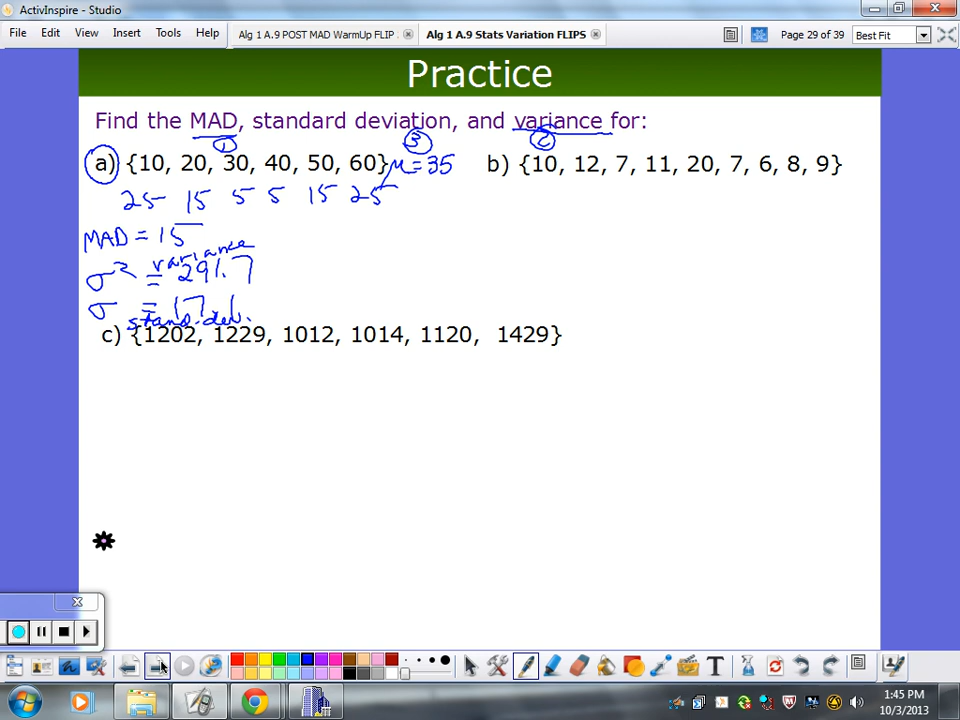 ActivInspire - Studio
File Edit View Insert Tools Help
Alg 1 A.9 POST MAD WarmUp FLIP
Alg 1 A.9 Stats Variation FLIPS
Page 29 of 39
Best Fit
Practice
Find the MAD, standard deviation, and variance for:
1 3 2
a) {10, 20, 30, 40, 50, 60} μ = 35
b) {10, 12, 7, 11, 20, 7, 6, 8, 9}
25 15 5 5 15 25
MAD = 15
variance
σ² = 291.7
σ = 17.1
stand. dev.
c) {1202, 1229, 1012, 1014, 1120, 1429}
T
1:45 PM
10/3/2013